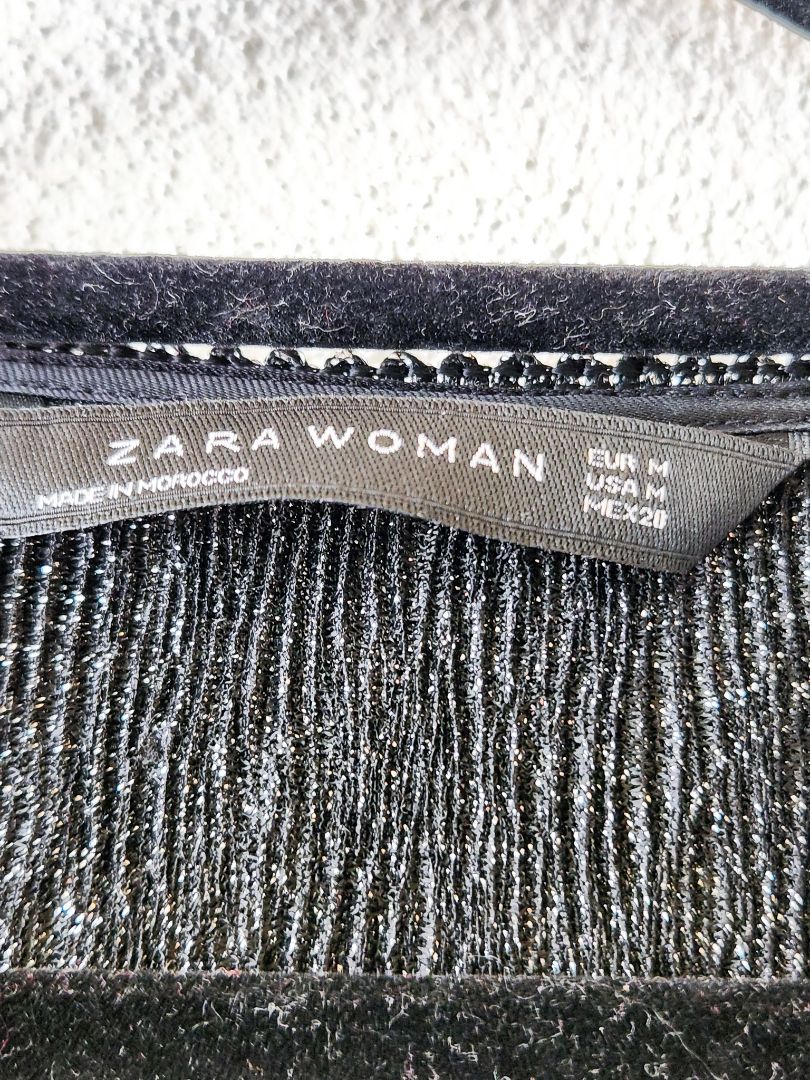 ZARA WOMAN
MADE IN MOROCCO
EUR M
USA M
MEX 28